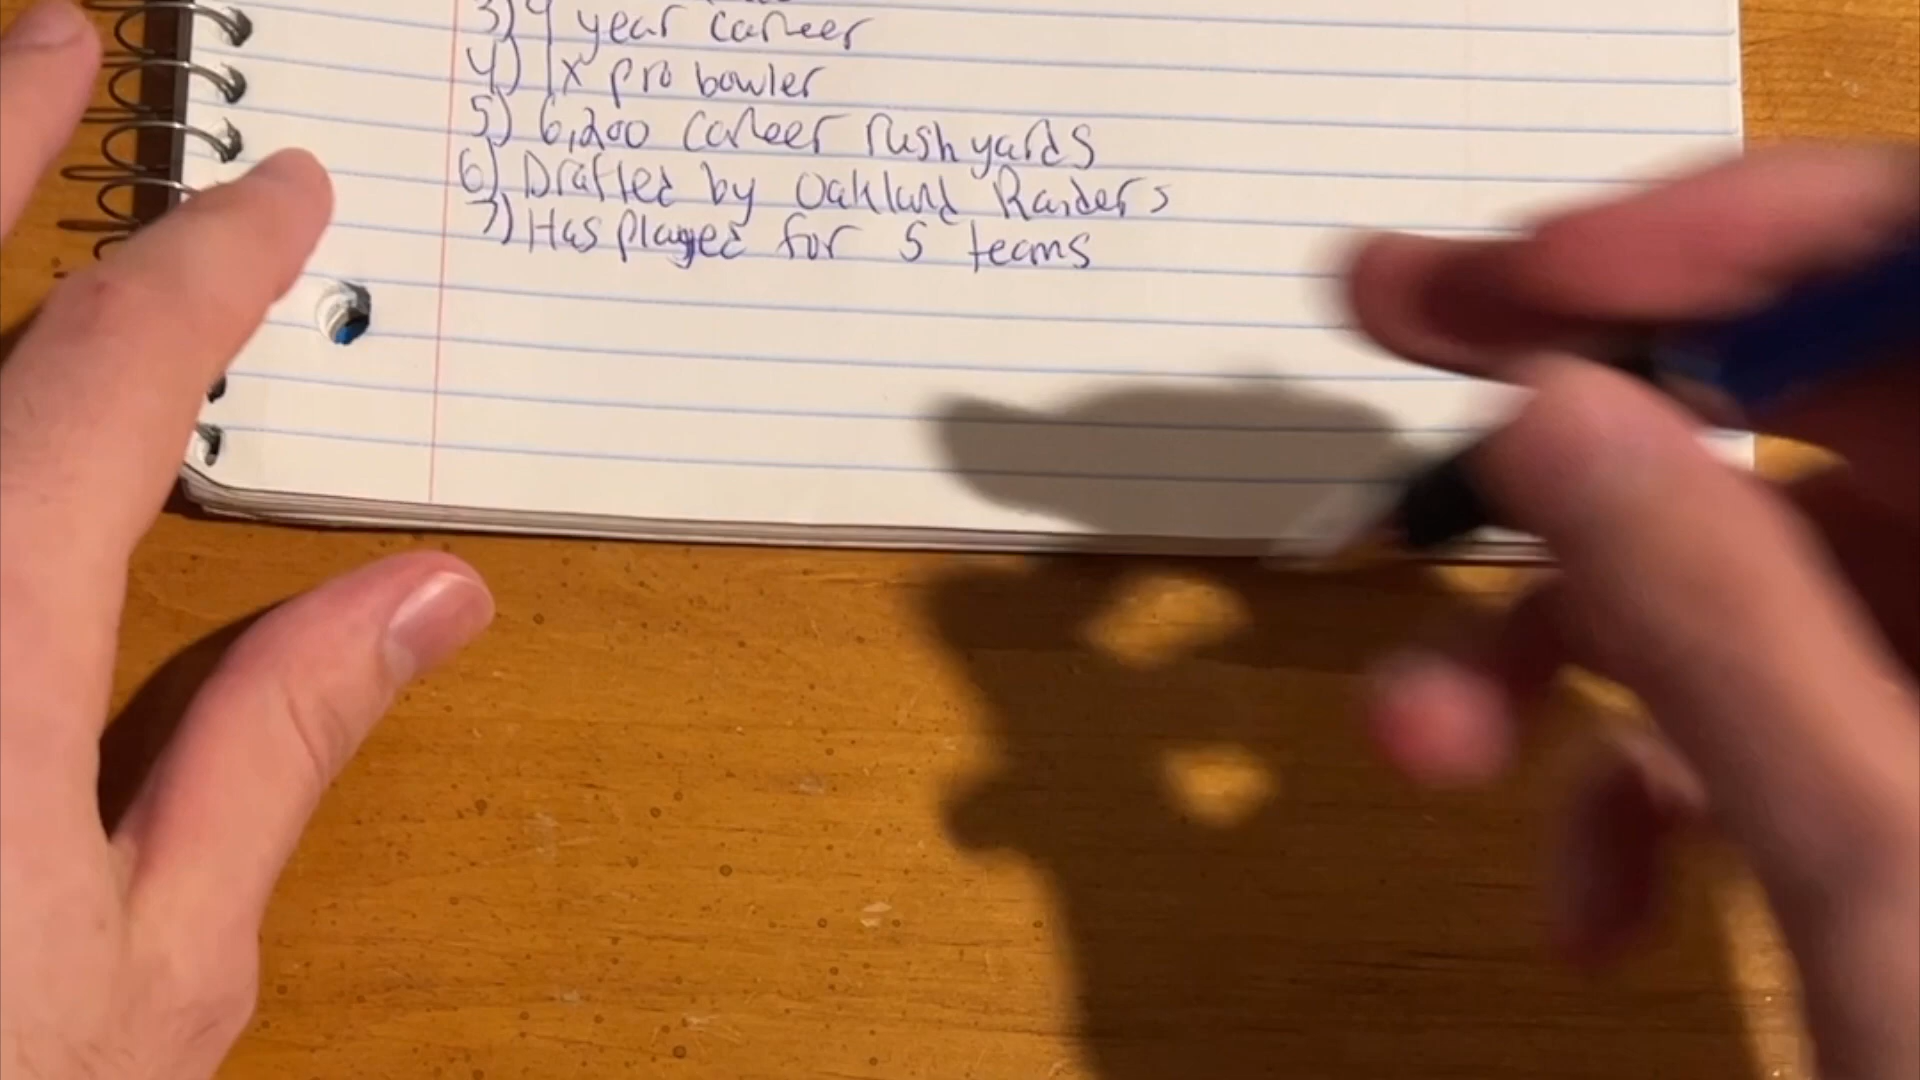 3) 9 year career
4) 1x pro bowler
5) 6,200 career rush yards
6) Drafted by Oakland Raiders
7) Has played for 5 teams